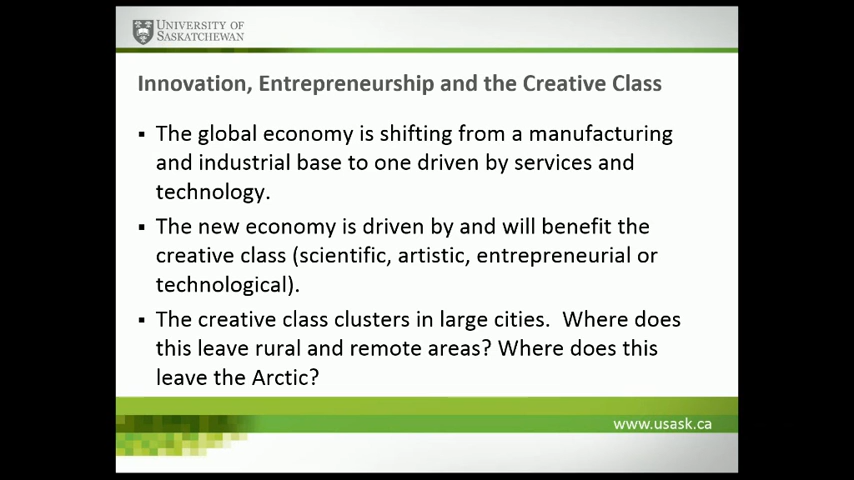 UNIVERSITY OF
SASKATCHEWAN
Innovation, Entrepreneurship and the Creative Class
▪ The global economy is shifting from a manufacturing
and industrial base to one driven by services and
technology.
▪ The new economy is driven by and will benefit the
creative class (scientific, artistic, entrepreneurial or
technological).
▪ The creative class clusters in large cities.  Where does
this leave rural and remote areas? Where does this
leave the Arctic?
www.usask.ca